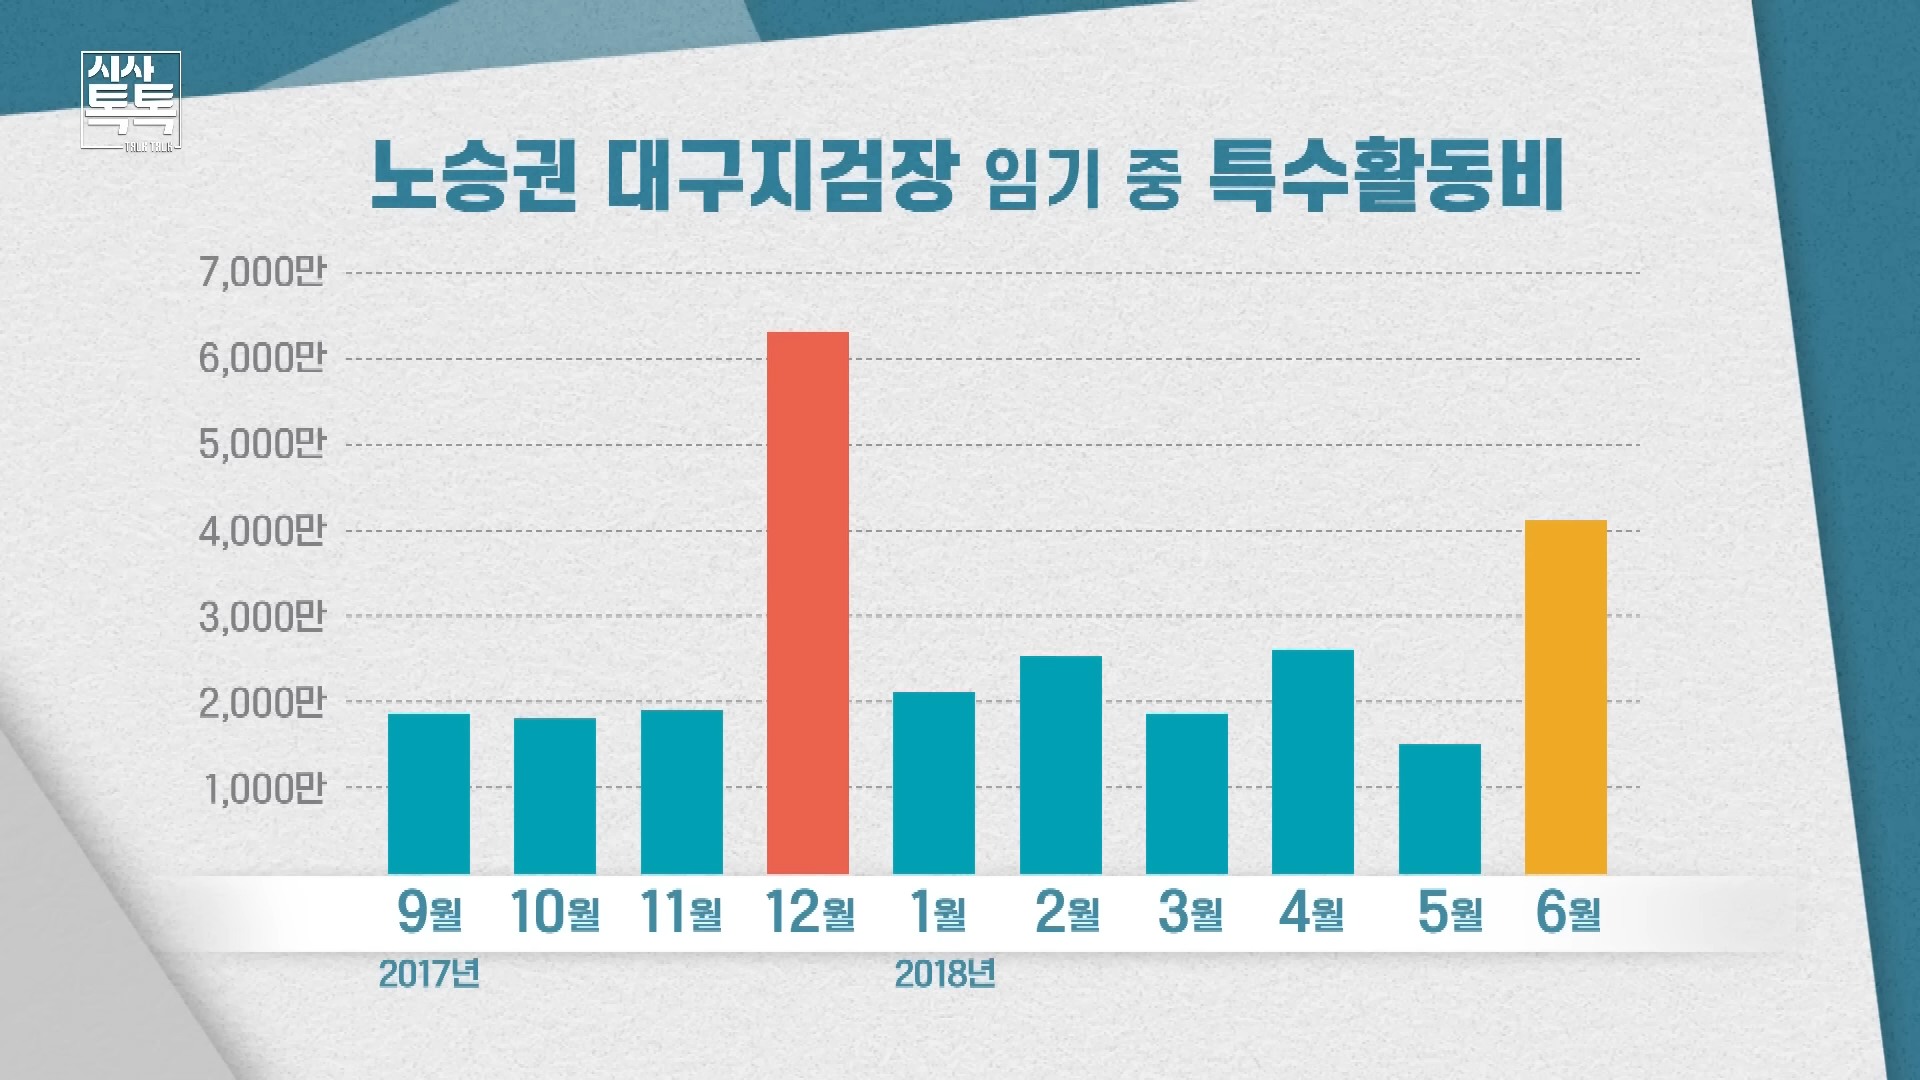 시사
톡톡
TALK TALK
노승권 대구지검장 임기 중 특수활동비
7,000만
6,000만
5,000만
4,000만
3,000만
2,000만
1,000만
9월 10월 11월 12월 1월 2월 3월 4월 5월 6월
2017년 2018년